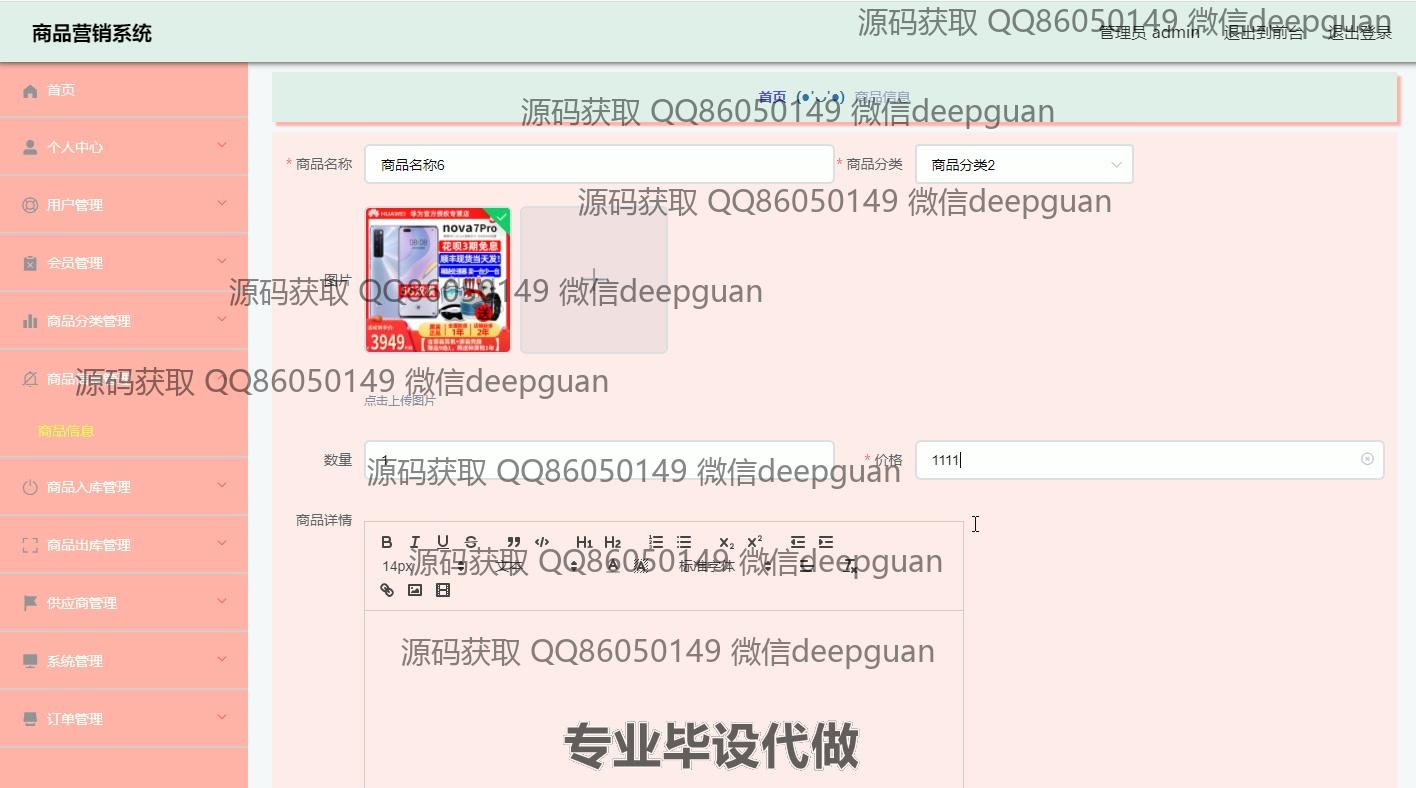 商品营销系统
管理员 admin 退出到前台 退出登录
源码获取 QQ86050149 微信deepguan
首页
首页 (●'◡'●) 商品信息
源码获取 QQ86050149 微信deepguan
个人中心
* 商品名称 商品名称6 * 商品分类 商品分类2
用户管理
源码获取 QQ86050149 微信deepguan
HUAWEI 华为官方授权专卖店
nova7Pro
花呗3期免息
顺丰现货当天发!
08:08
会员管理
图片
源码获取 QQ86050149 微信deepguan
商品分类管理
3949
1年
2年
源码获取 QQ86050149 微信deepguan
点击上传图片
商品信息
数量 1 * 价格 1111
源码获取 QQ86050149 微信deepguan
商品入库管理
商品详情
B I U S H1 H2 X2 X2
商品出库管理
14px 文本 A A 标准字体 Tx
源码获取 QQ86050149 微信deepguan
供应商管理
系统管理
源码获取 QQ86050149 微信deepguan
订单管理
专业毕设代做